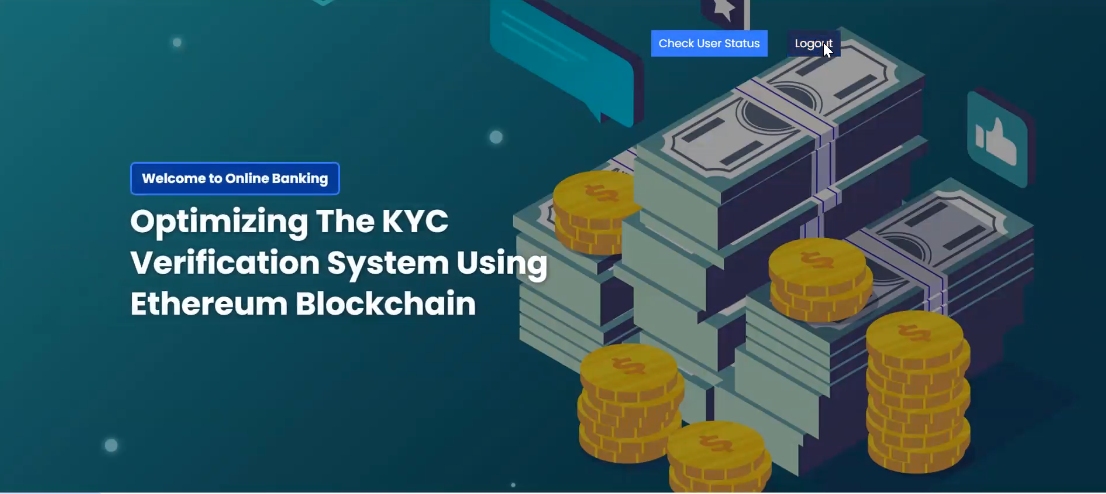 Check User Status
Logout
Welcome to Online Banking
Optimizing The KYC
Verification System Using
Ethereum Blockchain